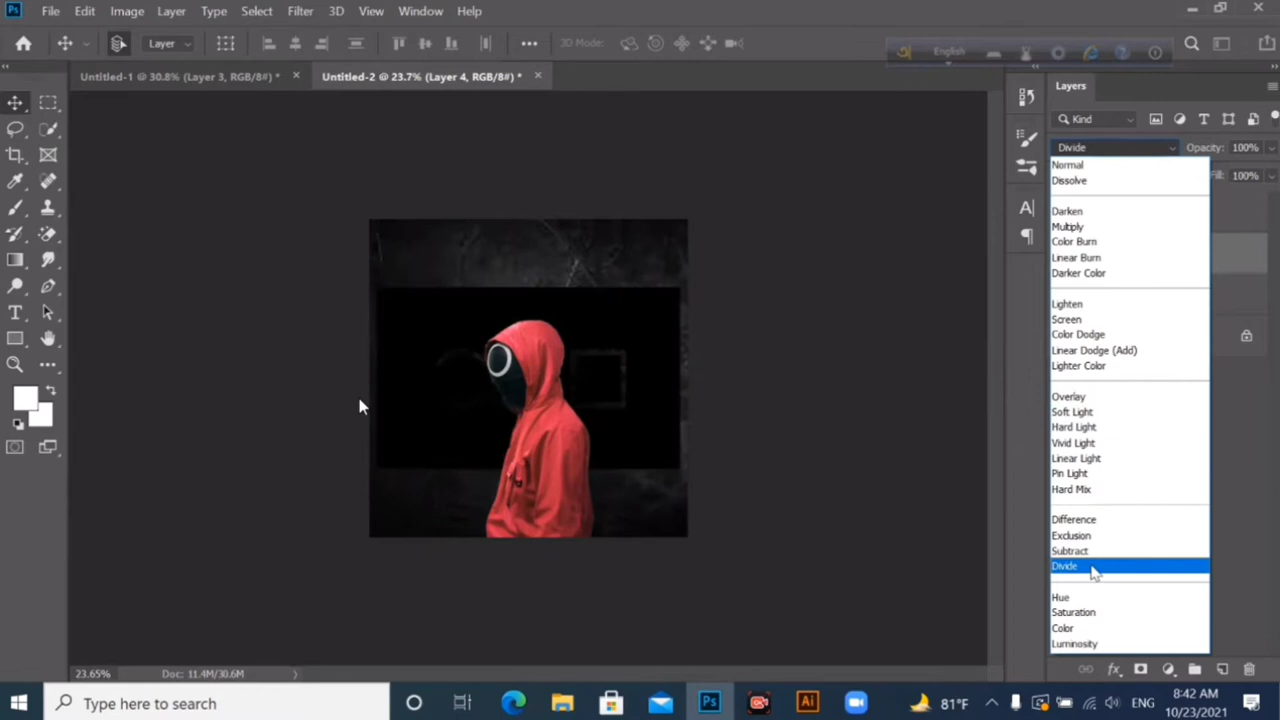 Ps File Edit Image Layer Type Select Filter 3D View Window Help
Layer 3D Mode: English
Untitled-1 @ 30.8% (Layer 3, RGB/8#) * Untitled-2 @ 23.7% (Layer 4, RGB/8#) *
Layers
Kind
Divide Opacity: 100%
Fill: 100%
Normal
Dissolve
Darken
Multiply
Color Burn
Linear Burn
Darker Color
Lighten
Screen
Color Dodge
Linear Dodge (Add)
Lighter Color
Overlay
Soft Light
Hard Light
Vivid Light
Linear Light
Pin Light
Hard Mix
Difference
Exclusion
Subtract
Divide
Hue
Saturation
Color
Luminosity
23.65% Doc: 11.4M/30.6M
Type here to search Ps Ai 81°F ENG 8:42 AM
10/23/2021